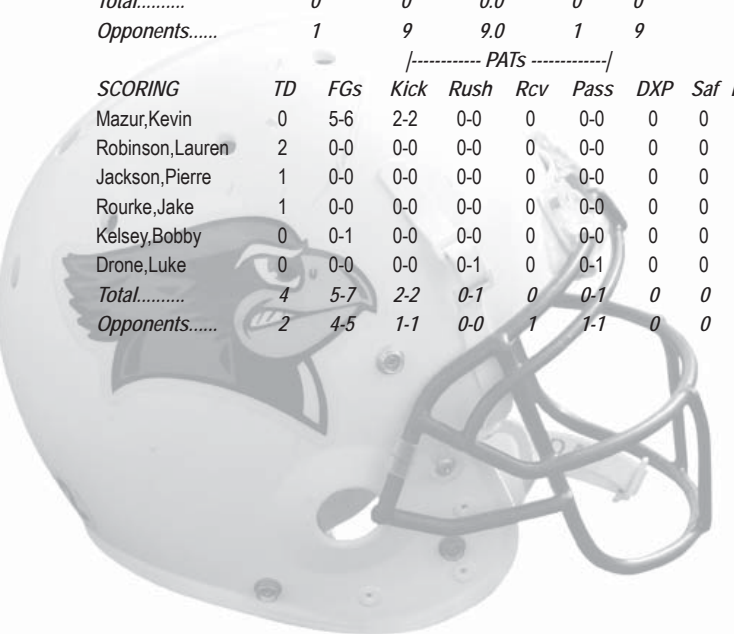 Total.......... 0 0 0.0 0 0
Opponents...... 1 9 9.0 1 9
|------------ PATs -------------|
SCORING TD FGs Kick Rush Rcv Pass DXP Saf
Mazur,Kevin 0 5-6 2-2 0-0 0 0-0 0 0
Robinson,Lauren 2 0-0 0-0 0-0 0 0-0 0 0
Jackson,Pierre 1 0-0 0-0 0-0 0 0-0 0 0
Rourke,Jake 1 0-0 0-0 0-0 0 0-0 0 0
Kelsey,Bobby 0 0-1 0-0 0-0 0 0-0 0 0
Drone,Luke 0 0-0 0-0 0-1 0 0-1 0 0
Total.......... 4 5-7 2-2 0-1 0 0-1 0 0
Opponents...... 2 4-5 1-1 0-0 1 1-1 0 0